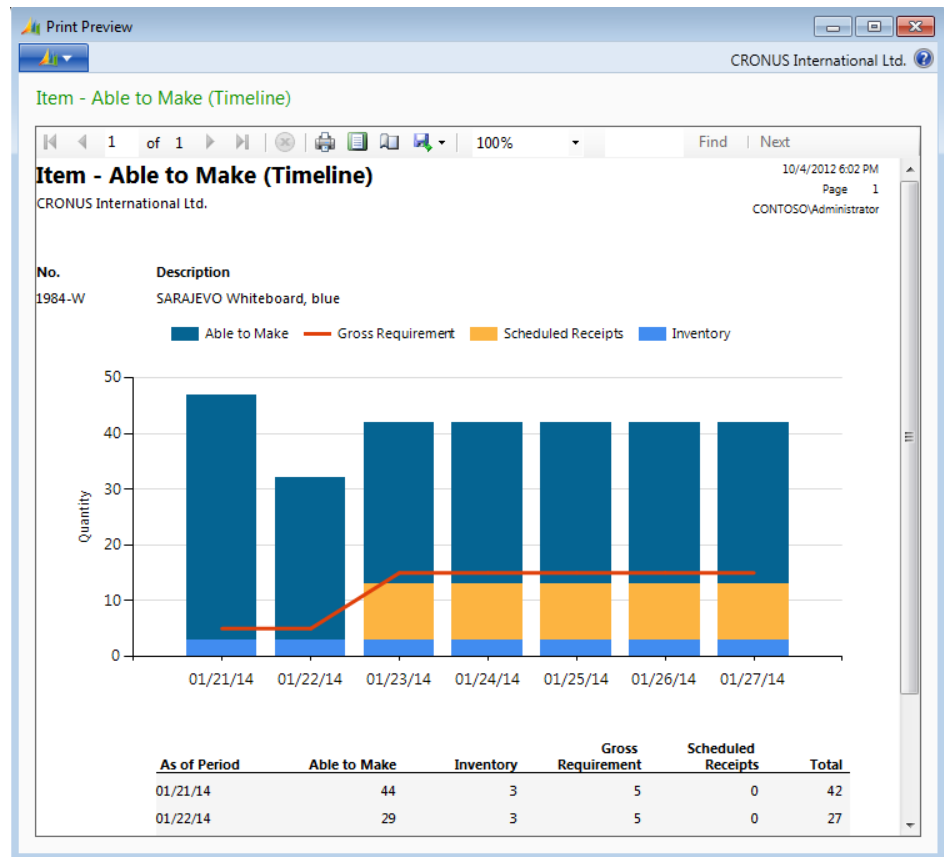 Print Preview
CRONUS International Ltd.
Item - Able to Make (Timeline)
1 of 1 100% Find Next
Item - Able to Make (Timeline) 10/4/2012 6:02 PM
CRONUS International Ltd. Page 1
CONTOSO\Administrator
No. Description
1984-W SARAJEVO Whiteboard, blue
Able to Make Gross Requirement Scheduled Receipts Inventory
50
40
30
20
10
0
Quantity
01/21/14 01/22/14 01/23/14 01/24/14 01/25/14 01/26/14 01/27/14
Gross Scheduled
As of Period Able to Make Inventory Requirement Receipts Total
01/21/14 44 3 5 0 42
01/22/14 29 3 5 0 27